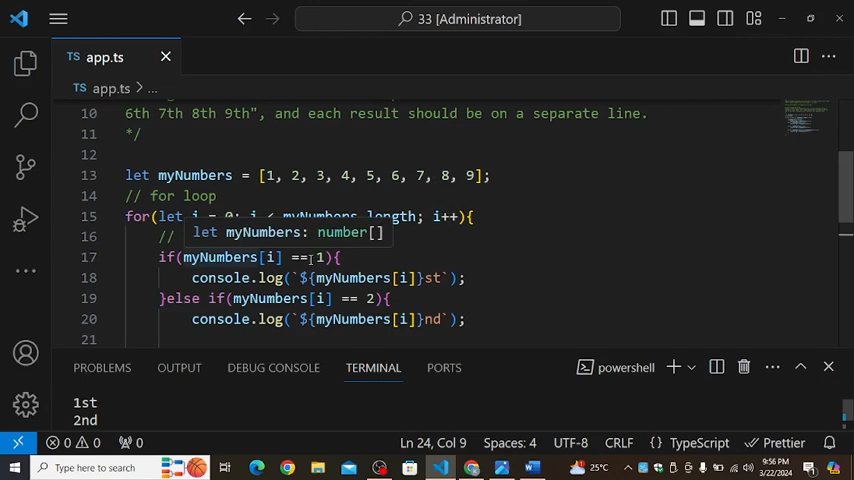 33 [Administrator]
TS app.ts
TS app.ts > ...
10 6th 7th 8th 9th", and each result should be on a separate line.
11 */
12
13 let myNumbers = [1, 2, 3, 4, 5, 6, 7, 8, 9];
14 // for loop
15 for(let i = 0; i < myNumbers.length; i++){
let myNumbers: number[]
16 //
17 if(myNumbers[i] == 1){
18 console.log(`${myNumbers[i]}st`);
19 }else if(myNumbers[i] == 2){
20 console.log(`${myNumbers[i]}nd`);
21
PROBLEMS OUTPUT DEBUG CONSOLE TERMINAL PORTS powershell
1st
2nd
0 0 0 Ln 24, Col 9 Spaces: 4 UTF-8 CRLF {} TypeScript Prettier
Type here to search 25°C 9:56 PM
3/22/2024